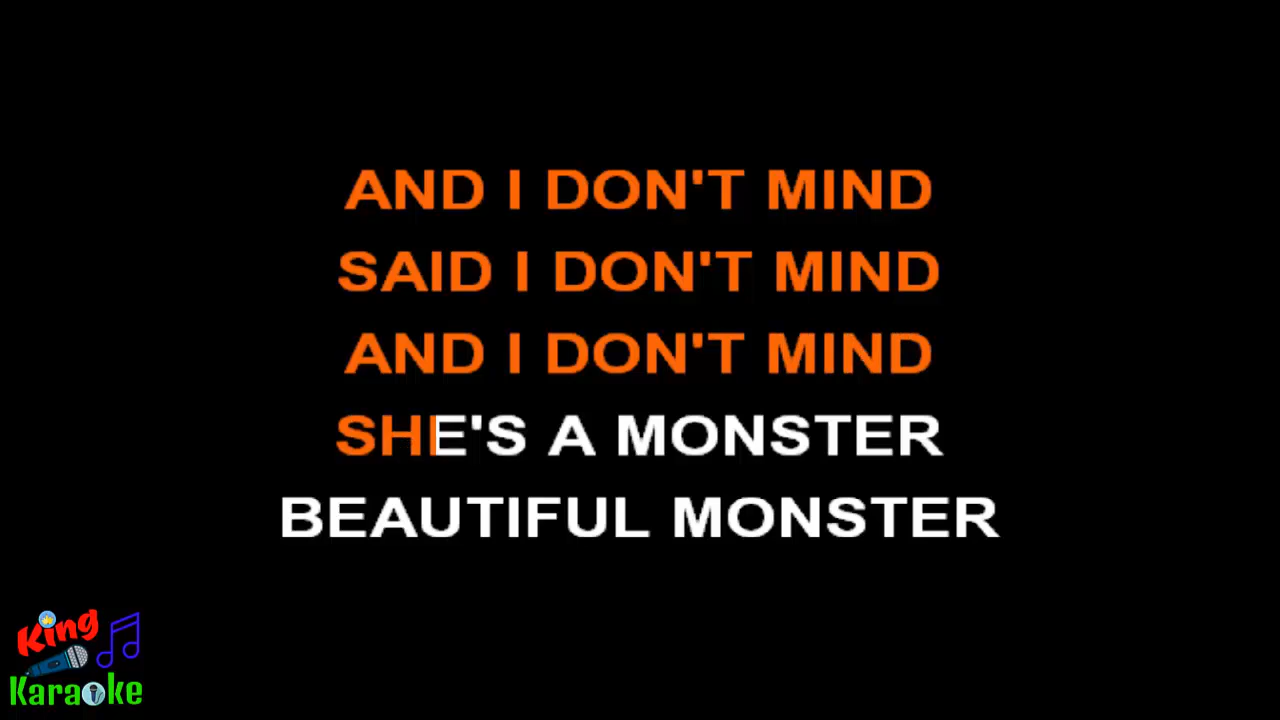 AND I DON'T MIND
SAID I DON'T MIND
AND I DON'T MIND
SHE'S A MONSTER
BEAUTIFUL MONSTER
King
Karaoke